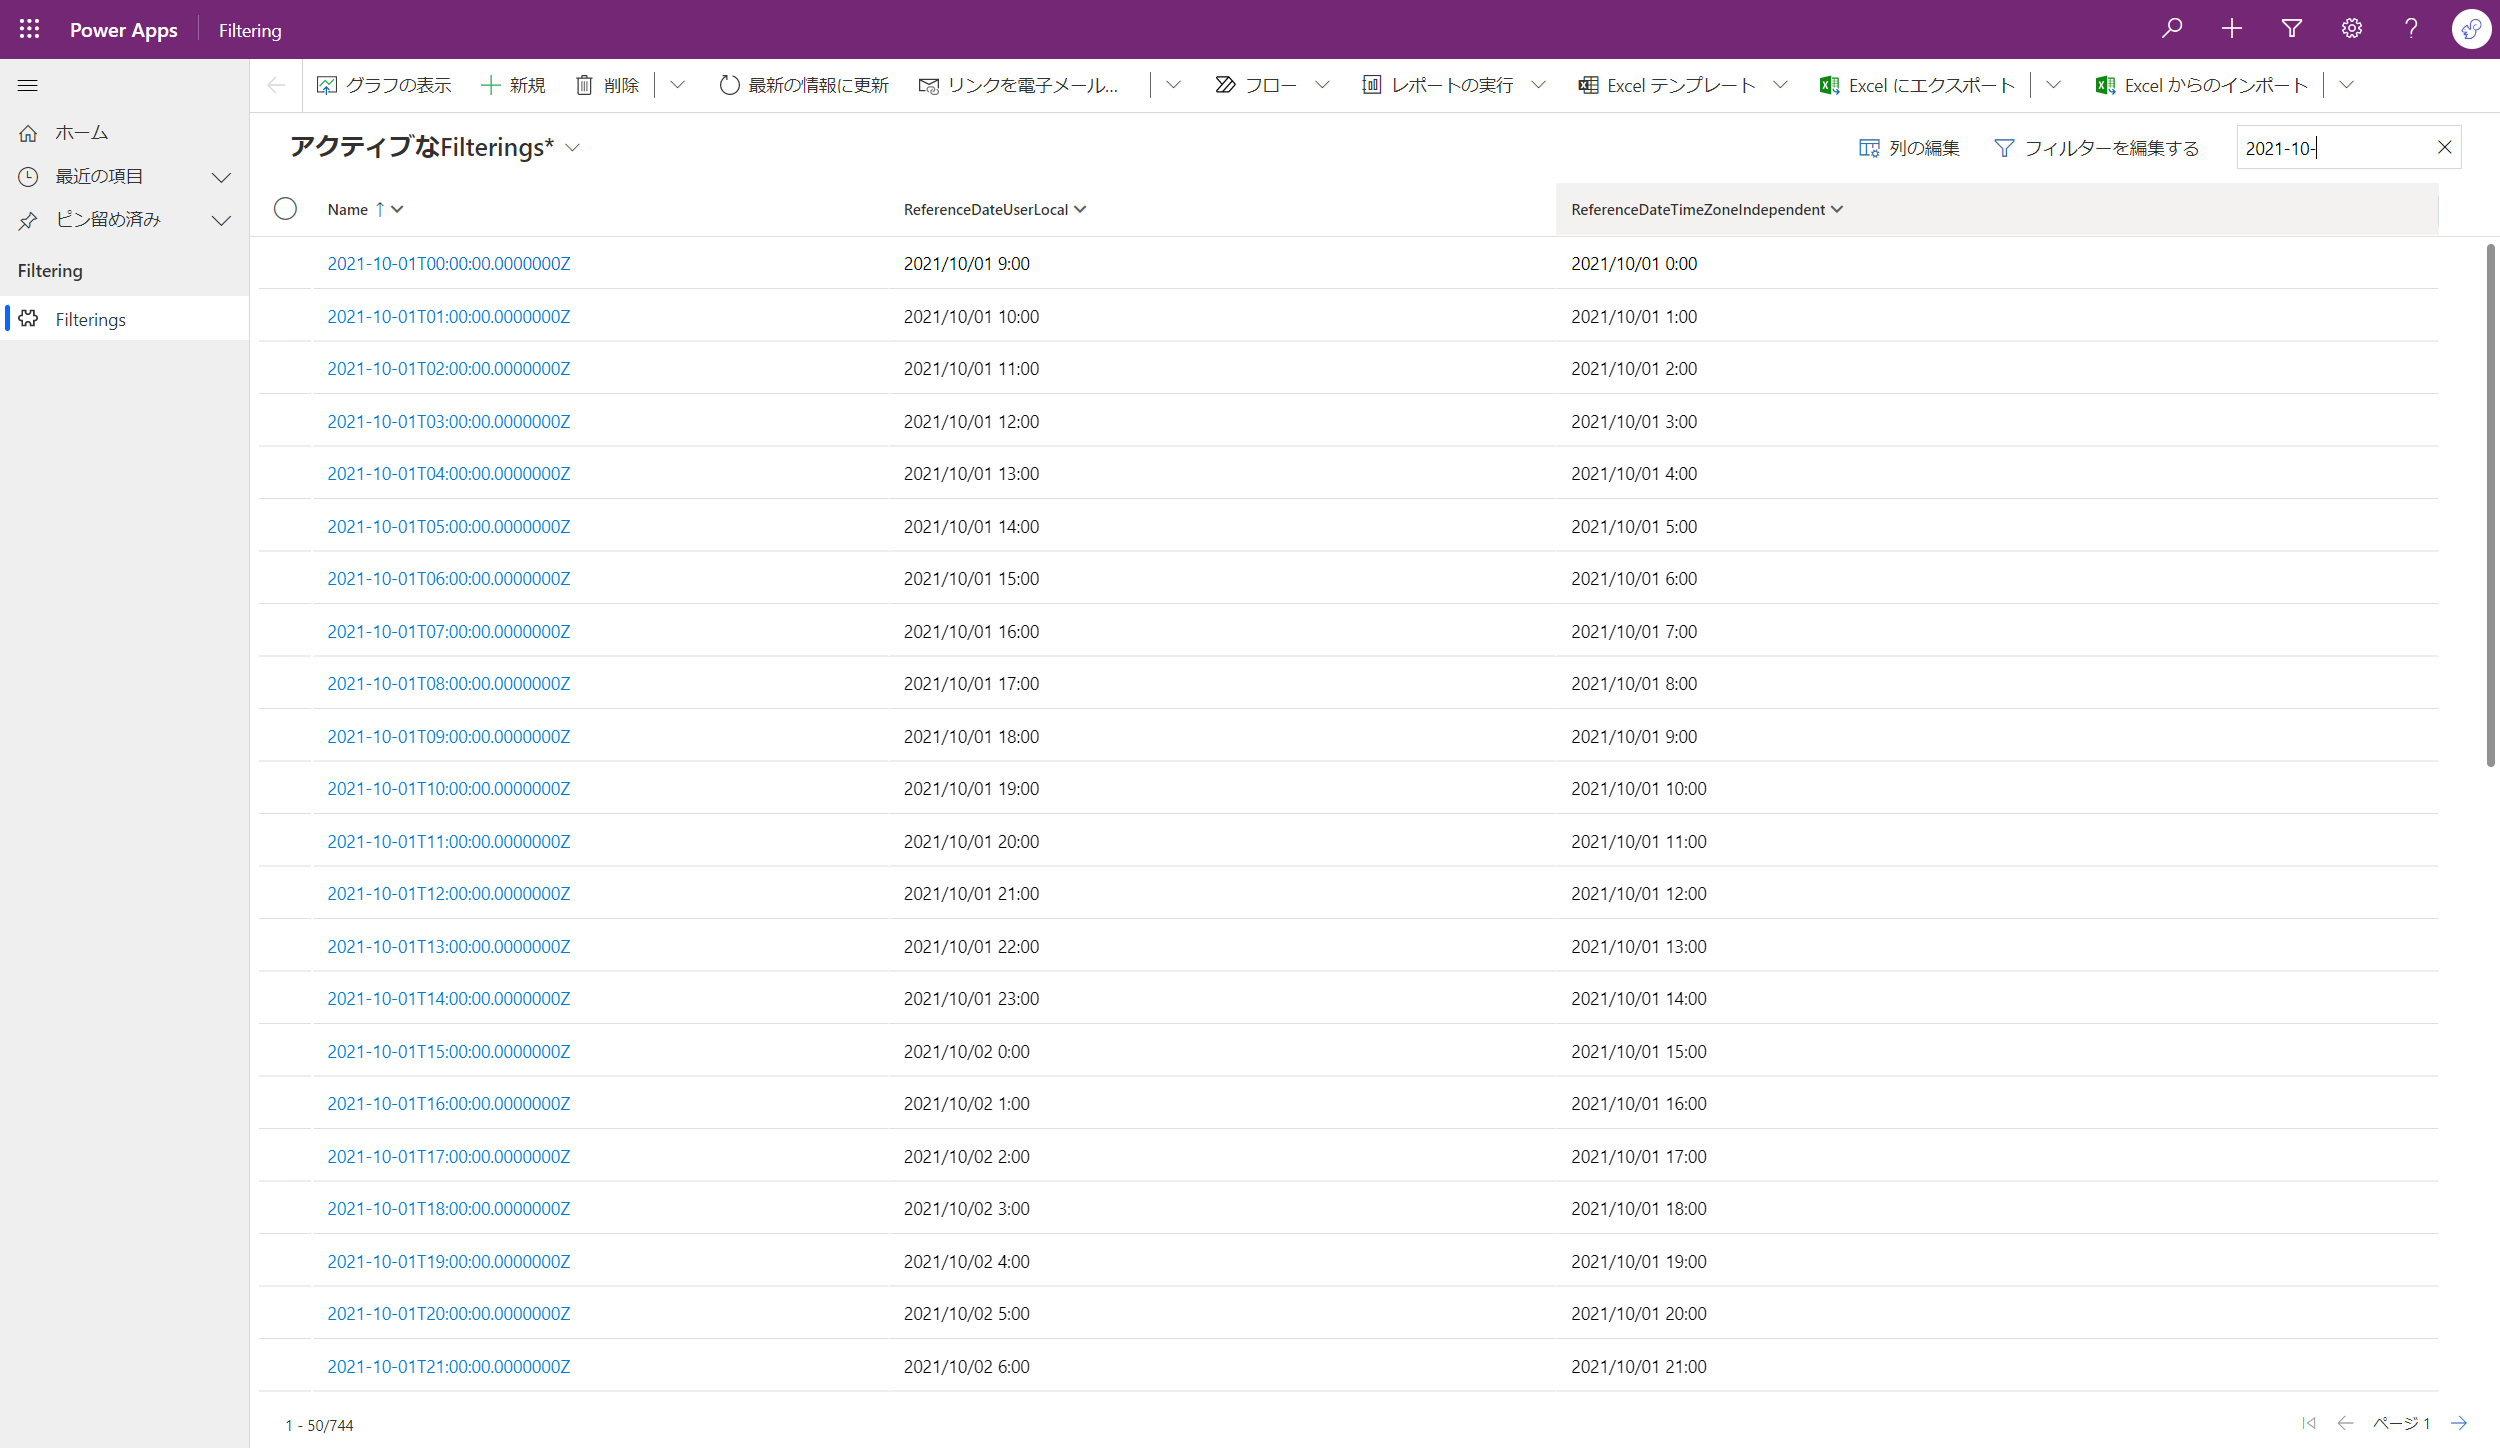 Power Apps Filtering
グラフの表示 新規 削除 最新の情報に更新 リンクを電子メール... フロー レポートの実行 Excel テンプレート Excel にエクスポート Excel からのインポート
ホーム
最近の項目
ピン留め済み
Filtering
Filterings
アクティブなFilterings*
列の編集 フィルターを編集する 2021-10-
Name ReferenceDateUserLocal ReferenceDateTimeZoneIndependent
2021-10-01T00:00:00.0000000Z 2021/10/01 9:00 2021/10/01 0:00
2021-10-01T01:00:00.0000000Z 2021/10/01 10:00 2021/10/01 1:00
2021-10-01T02:00:00.0000000Z 2021/10/01 11:00 2021/10/01 2:00
2021-10-01T03:00:00.0000000Z 2021/10/01 12:00 2021/10/01 3:00
2021-10-01T04:00:00.0000000Z 2021/10/01 13:00 2021/10/01 4:00
2021-10-01T05:00:00.0000000Z 2021/10/01 14:00 2021/10/01 5:00
2021-10-01T06:00:00.0000000Z 2021/10/01 15:00 2021/10/01 6:00
2021-10-01T07:00:00.0000000Z 2021/10/01 16:00 2021/10/01 7:00
2021-10-01T08:00:00.0000000Z 2021/10/01 17:00 2021/10/01 8:00
2021-10-01T09:00:00.0000000Z 2021/10/01 18:00 2021/10/01 9:00
2021-10-01T10:00:00.0000000Z 2021/10/01 19:00 2021/10/01 10:00
2021-10-01T11:00:00.0000000Z 2021/10/01 20:00 2021/10/01 11:00
2021-10-01T12:00:00.0000000Z 2021/10/01 21:00 2021/10/01 12:00
2021-10-01T13:00:00.0000000Z 2021/10/01 22:00 2021/10/01 13:00
2021-10-01T14:00:00.0000000Z 2021/10/01 23:00 2021/10/01 14:00
2021-10-01T15:00:00.0000000Z 2021/10/02 0:00 2021/10/01 15:00
2021-10-01T16:00:00.0000000Z 2021/10/02 1:00 2021/10/01 16:00
2021-10-01T17:00:00.0000000Z 2021/10/02 2:00 2021/10/01 17:00
2021-10-01T18:00:00.0000000Z 2021/10/02 3:00 2021/10/01 18:00
2021-10-01T19:00:00.0000000Z 2021/10/02 4:00 2021/10/01 19:00
2021-10-01T20:00:00.0000000Z 2021/10/02 5:00 2021/10/01 20:00
2021-10-01T21:00:00.0000000Z 2021/10/02 6:00 2021/10/01 21:00
1 - 50/744 ページ 1